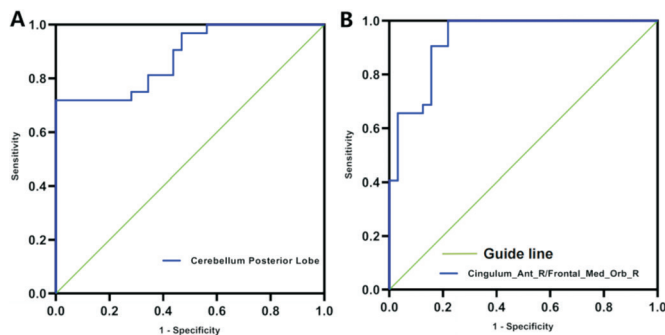 A
B
1.0
0.8
0.6
0.4
0.2
0.0
Sensitivity
Cerebellum Posterior Lobe
0.0 0.2 0.4 0.6 0.8 1.0
1 - Specificity
1.0
0.8
0.6
0.4
0.2
0.0
Sensitivity
Guide line
Cingulum_Ant_R/Frontal_Med_Orb_R
0.0 0.2 0.4 0.6 0.8 1.0
1 - Specificity